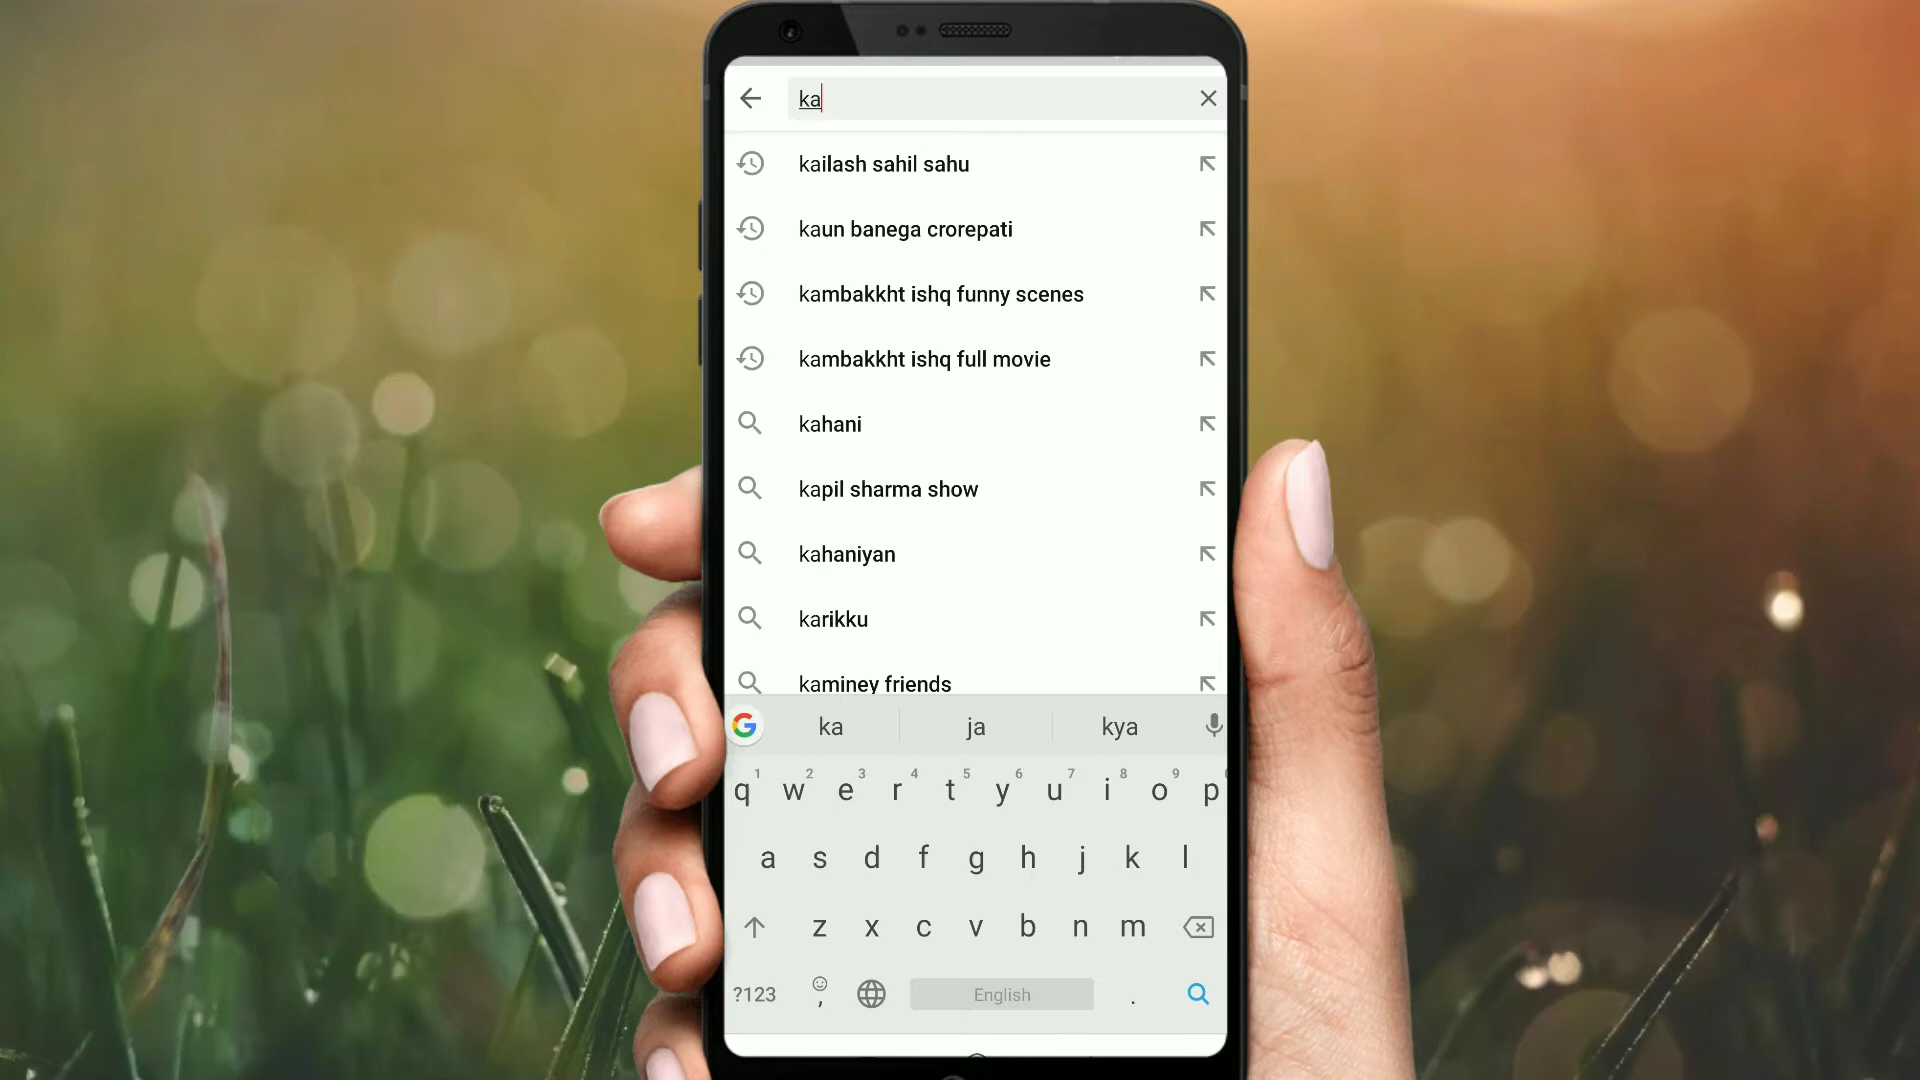 ka
kailash sahil sahu
kaun banega crorepati
kambakkht ishq funny scenes
kambakkht ishq full movie
kahani
kapil sharma show
kahaniyan
karikku
kaminey friends
ka ja kya
1 2 3 4 5 6 7 8 9
q w e r t y u i o p
a s d f g h j k l
z x c v b n m
?123 , English .